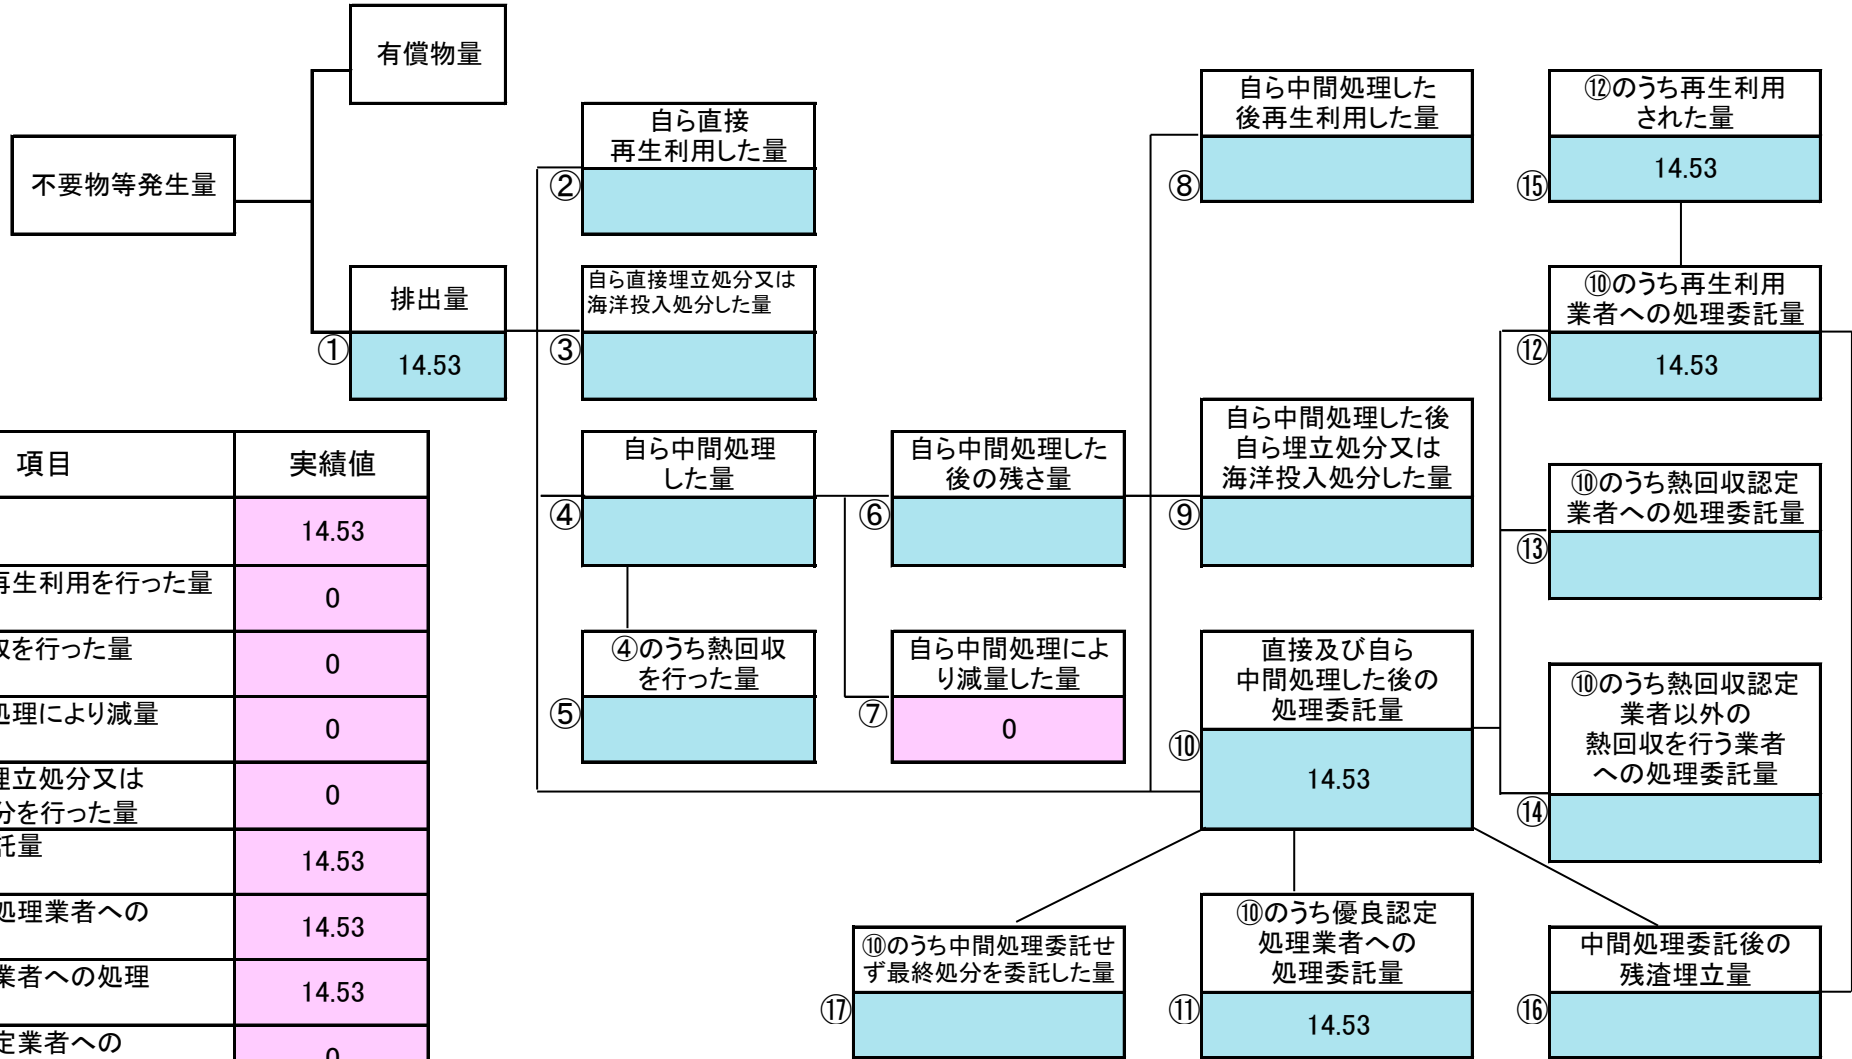 有償物量
不要物等発生量
排出量
①
14.53
自ら直接
再生利用した量
②
自ら直接埋立処分又は
海洋投入処分した量
③
自ら中間処理
した量
④
④のうち熱回収
を行った量
⑤
自ら中間処理した
後の残さ量
⑥
自ら中間処理によ
り減量した量
⑦
0
自ら中間処理した
後再生利用した量
⑧
自ら中間処理した後
自ら埋立処分又は
海洋投入処分した量
⑨
直接及び自ら
中間処理した後の
処理委託量
⑩
14.53
⑫のうち再生利用
された量
⑮
14.53
⑩のうち再生利用
業者への処理委託量
⑫
14.53
⑩のうち熱回収認定
業者への処理委託量
⑬
⑩のうち熱回収認定
業者以外の
熱回収を行う業者
への処理委託量
⑭
⑩のうち中間処理委託せ
ず最終処分を委託した量
⑰
⑩のうち優良認定
処理業者への
処理委託量
⑪
14.53
中間処理委託後の
残渣埋立量
⑯
項目 実績値
14.53
再生利用を行った量 0
を行った量 0
処理により減量 0
埋立処分又は
を行った量 0
託量 14.53
処理業者への 14.53
業者への処理 14.53
定業者への 0